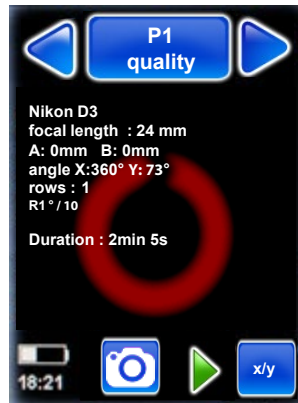 P1
quality
Nikon D3
focal length : 24 mm
A: 0mm B: 0mm
angle X:360° Y: 73°
rows : 1
R1 ° / 10
Duration : 2min 5s
x/y
18:21